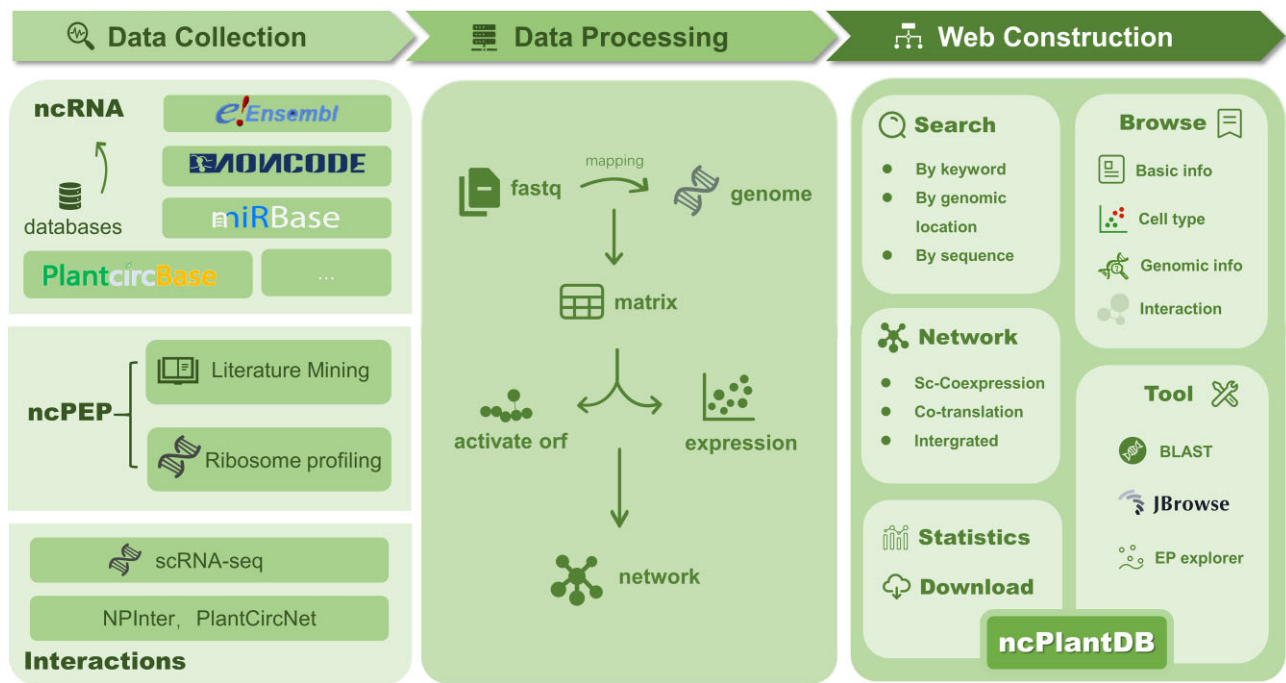 Data Collection
Data Processing
Web Construction
ncRNA
databases
e!Ensembl
NONCODE
miRBase
PlantcircBase
...
ncPEP
Literature Mining
Ribosome profiling
scRNA-seq
NPInter, PlantCircNet
Interactions
fastq
mapping
genome
matrix
activate orf
expression
network
Search
By keyword
By genomic
location
By sequence
Network
Sc-Coexpression
Co-translation
Intergrated
Statistics
Download
Browse
Basic info
Cell type
Genomic info
Interaction
Tool
BLAST
JBrowse
EP explorer
ncPlantDB